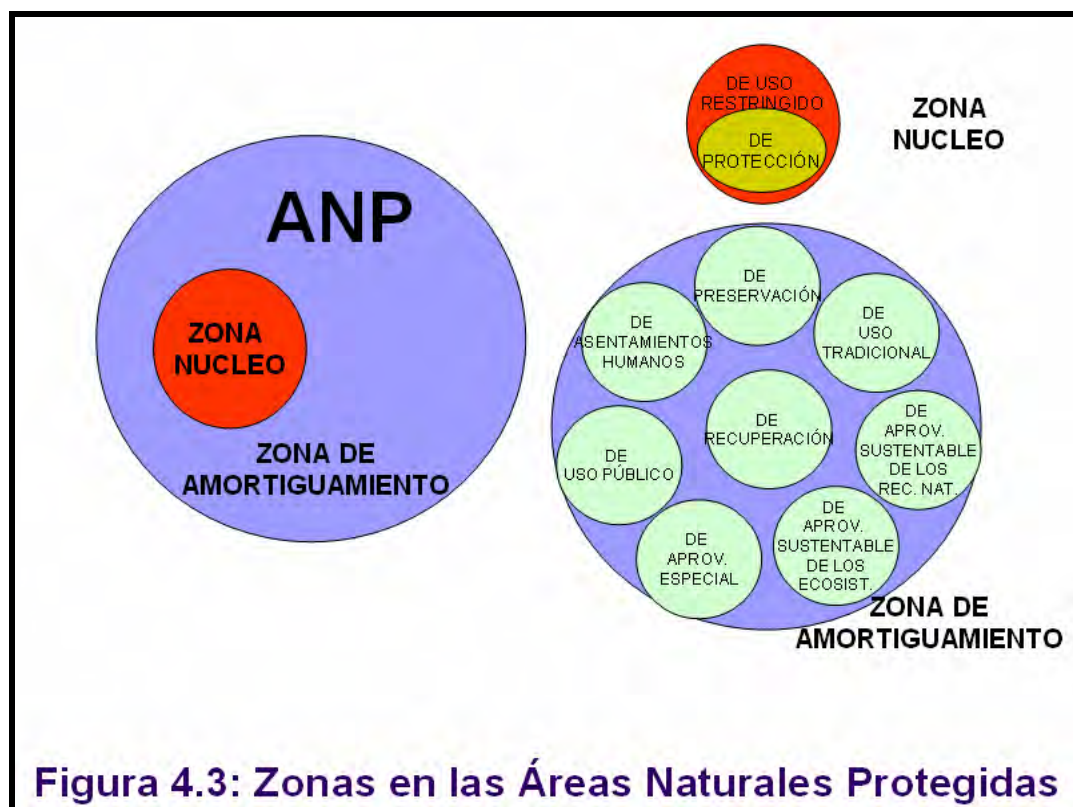 ANP
ZONA
NUCLEO
ZONA DE
AMORTIGUAMIENTO
DE USO
RESTRINGIDO
DE
PROTECCIÓN
ZONA
NUCLEO
DE
PRESERVACIÓN
DE
ASENTAMIENTOS
HUMANOS
DE
USO
TRADICIONAL
DE
RECUPERACIÓN
DE
APROV.
SUSTENTABLE
DE LOS
REC. NAT.
DE
USO PÚBLICO
DE
APROV.
ESPECIAL
DE
APROV.
SUSTENTABLE
DE LOS
ECOSIST.
ZONA DE
AMORTIGUAMIENTO
Figura 4.3: Zonas en las Áreas Naturales Protegidas